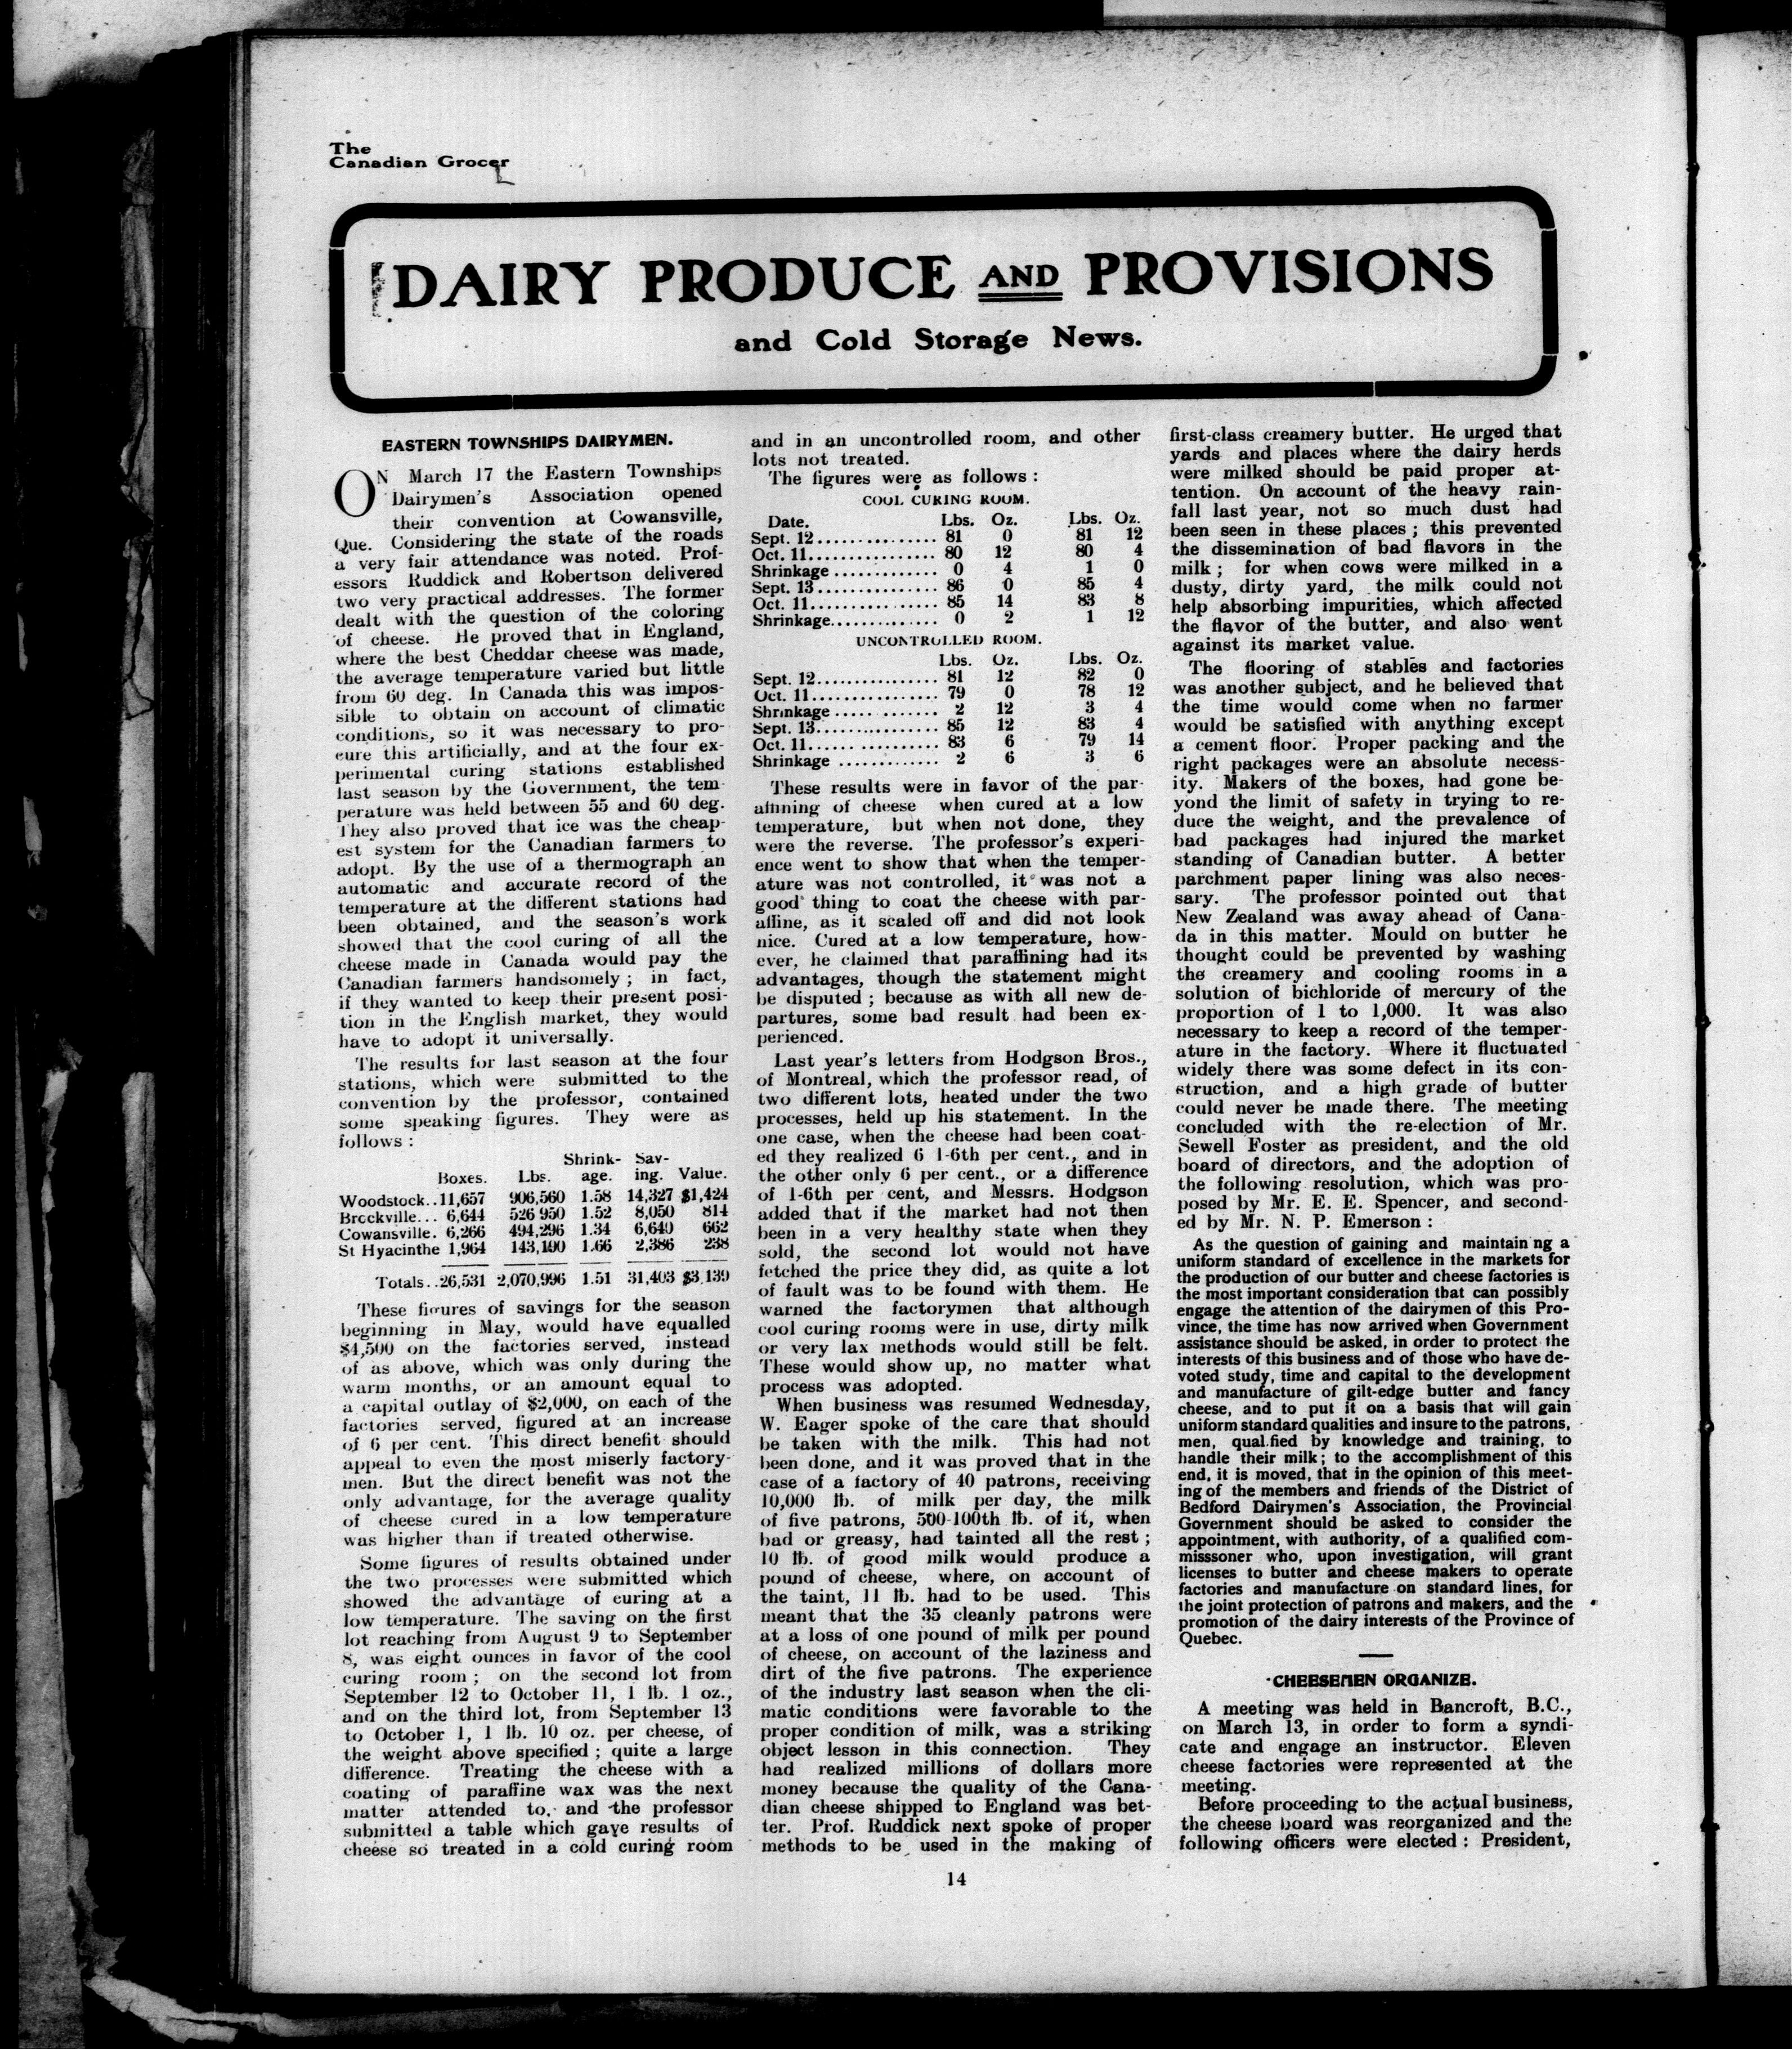 The
Canadian Grocer
DAIRY PRODUCE AND PROVISIONS
and Cold Storage News.
EASTERN TOWNSHIPS DAIRYMEN.
ON March 17 the Eastern Townships
Dairymen's Association opened
their convention at Cowansville,
Que. Considering the state of the roads
a very fair attendance was noted. Prof-
essors Ruddick and Robertson delivered
two very practical addresses. The former
dealt with the question of the coloring
of cheese. He proved that in England,
where the best Cheddar cheese was made,
the average temperature varied but little
from 60 deg. In Canada this was impos-
sible to obtain on account of climatic
conditions, so it was necessary to pro-
cure this artificially, and at the four ex-
perimental curing stations established
last season by the Government, the tem-
perature was held between 55 and 60 deg.
They also proved that ice was the cheap-
est system for the Canadian farmers to
adopt. By the use of a thermograph an
automatic and accurate record of the
temperature at the different stations had
been obtained, and the season's work
showed that the cool curing of all the
cheese made in Canada would pay the
Canadian farmers handsomely ; in fact,
if they wanted to keep their present posi-
tion in the English market, they would
have to adopt it universally.
The results for last season at the four
stations, which were submitted to the
convention by the professor, contained
some speaking figures. They were as
follows :
Shrink- Sav-
Boxes. Lbs. age. ing. Value.
Woodstock..11,657 906,560 1.58 14,327 $1,424
Brockville... 6,644 526 950 1.52 8,050 814
Cowansville. 6,266 494,296 1.34 6,640 662
St Hyacinthe 1,964 143,190 1.66 2,386 238
Totals..26,531 2,070,996 1.51 31,403 $3,139
These figures of savings for the season
beginning in May, would have equalled
$4,500 on the factories served, instead
of as above, which was only during the
warm months, or an amount equal to
a capital outlay of $2,000, on each of the
factories served, figured at an increase
of 6 per cent. This direct benefit should
appeal to even the most miserly factory-
men. But the direct benefit was not the
only advantage, for the average quality
of cheese cured in a low temperature
was higher than if treated otherwise.
Some figures of results obtained under
the two processes were submitted which
showed the advantage of curing at a
low temperature. The saving on the first
lot reaching from August 9 to September
8, was eight ounces in favor of the cool
curing room ; on the second lot from
September 12 to October 11, 1 lb. 1 oz.,
and on the third lot, from September 13
to October 1, 1 lb. 10 oz. per cheese, of
the weight above specified ; quite a large
difference. Treating the cheese with a
coating of paraffine wax was the next
matter attended to, and the professor
submitted a table which gave results of
cheese so treated in a cold curing room
and in an uncontrolled room, and other
lots not treated.
The figures were as follows :
COOL CURING ROOM.
Date. Lbs. Oz. Lbs. Oz.
Sept. 12................ 81 0 81 12
Oct. 11................ 80 12 80 4
Shrinkage ............. 0 4 1 0
Sept. 13................ 86 0 85 4
Oct. 11................ 85 14 83 8
Shrinkage.............. 0 2 1 12
UNCONTROLLED ROOM.
Lbs. Oz. Lbs. Oz.
Sept. 12................ 81 12 82 0
Oct. 11................ 79 0 78 12
Shrinkage ............. 2 12 3 4
Sept. 13................ 85 12 83 4
Oct. 11................ 83 6 79 14
Shrinkage ............. 2 6 3 6
These results were in favor of the par-
affinning of cheese when cured at a low
temperature, but when not done, they
were the reverse. The professor's experi-
ence went to show that when the temper-
ature was not controlled, it was not a
good thing to coat the cheese with par-
affine, as it scaled off and did not look
nice. Cured at a low temperature, how-
ever, he claimed that paraffining had its
advantages, though the statement might
be disputed ; because as with all new de-
partures, some bad result had been ex-
perienced.
Last year's letters from Hodgson Bros.,
of Montreal, which the professor read, of
two different lots, heated under the two
processes, held up his statement. In the
one case, when the cheese had been coat-
ed they realized 6 1-6th per cent., and in
the other only 6 per cent., or a difference
of 1-6th per cent, and Messrs. Hodgson
added that if the market had not then
been in a very healthy state when they
sold, the second lot would not have
fetched the price they did, as quite a lot
of fault was to be found with them. He
warned the factorymen that although
cool curing rooms were in use, dirty milk
or very lax methods would still be felt.
These would show up, no matter what
process was adopted.
When business was resumed Wednesday,
W. Eager spoke of the care that should
be taken with the milk. This had not
been done, and it was proved that in the
case of a factory of 40 patrons, receiving
10,000 lb. of milk per day, the milk
of five patrons, 500-100th lb. of it, when
bad or greasy, had tainted all the rest ;
10 lb. of good milk would produce a
pound of cheese, where, on account of
the taint, 11 lb. had to be used. This
meant that the 35 cleanly patrons were
at a loss of one pound of milk per pound
of cheese, on account of the laziness and
dirt of the five patrons. The experience
of the industry last season when the cli-
matic conditions were favorable to the
proper condition of milk, was a striking
object lesson in this connection. They
had realized millions of dollars more
money because the quality of the Cana-
dian cheese shipped to England was bet-
ter. Prof. Ruddick next spoke of proper
methods to be used in the making of
first-class creamery butter. He urged that
yards and places where the dairy herds
were milked should be paid proper at-
tention. On account of the heavy rain-
fall last year, not so much dust had
been seen in these places ; this prevented
the dissemination of bad flavors in the
milk ; for when cows were milked in a
dusty, dirty yard, the milk could not
help absorbing impurities, which affected
the flavor of the butter, and also went
against its market value.
The flooring of stables and factories
was another subject, and he believed that
the time would come when no farmer
would be satisfied with anything except
a cement floor. Proper packing and the
right packages were an absolute necess-
ity. Makers of the boxes, had gone be-
yond the limit of safety in trying to re-
duce the weight, and the prevalence of
bad packages had injured the market
standing of Canadian butter. A better
parchment paper lining was also neces-
sary. The professor pointed out that
New Zealand was away ahead of Cana-
da in this matter. Mould on butter he
thought could be prevented by washing
the creamery and cooling rooms in a
solution of bichloride of mercury of the
proportion of 1 to 1,000. It was also
necessary to keep a record of the temper-
ature in the factory. Where it fluctuated
widely there was some defect in its con-
struction, and a high grade of butter
could never be made there. The meeting
concluded with the re-election of Mr.
Sewell Foster as president, and the old
board of directors, and the adoption of
the following resolution, which was pro-
posed by Mr. E. E. Spencer, and second-
ed by Mr. N. P. Emerson :
As the question of gaining and maintaining a
uniform standard of excellence in the markets for
the production of our butter and cheese factories is
the most important consideration that can possibly
engage the attention of the dairymen of this Pro-
vince, the time has now arrived when Government
assistance should be asked, in order to protect the
interests of this business and of those who have de-
voted study, time and capital to the development
and manufacture of gilt-edge butter and fancy
cheese, and to put it on a basis that will gain
uniform standard qualities and insure to the patrons,
men, qualified by knowledge and training, to
handle their milk ; to the accomplishment of this
end, it is moved, that in the opinion of this meet-
ing of the members and friends of the District of
Bedford Dairymen's Association, the Provincial
Government should be asked to consider the
appointment, with authority, of a qualified com-
misssoner who, upon investigation, will grant
licenses to butter and cheese makers to operate
factories and manufacture on standard lines, for
the joint protection of patrons and makers, and the
promotion of the dairy interests of the Province of
Quebec.
CHEESEMEN ORGANIZE.
A meeting was held in Bancroft, B.C.,
on March 13, in order to form a syndi-
cate and engage an instructor. Eleven
cheese factories were represented at the
meeting.
Before proceeding to the actual business,
the cheese board was reorganized and the
following officers were elected : President,
14